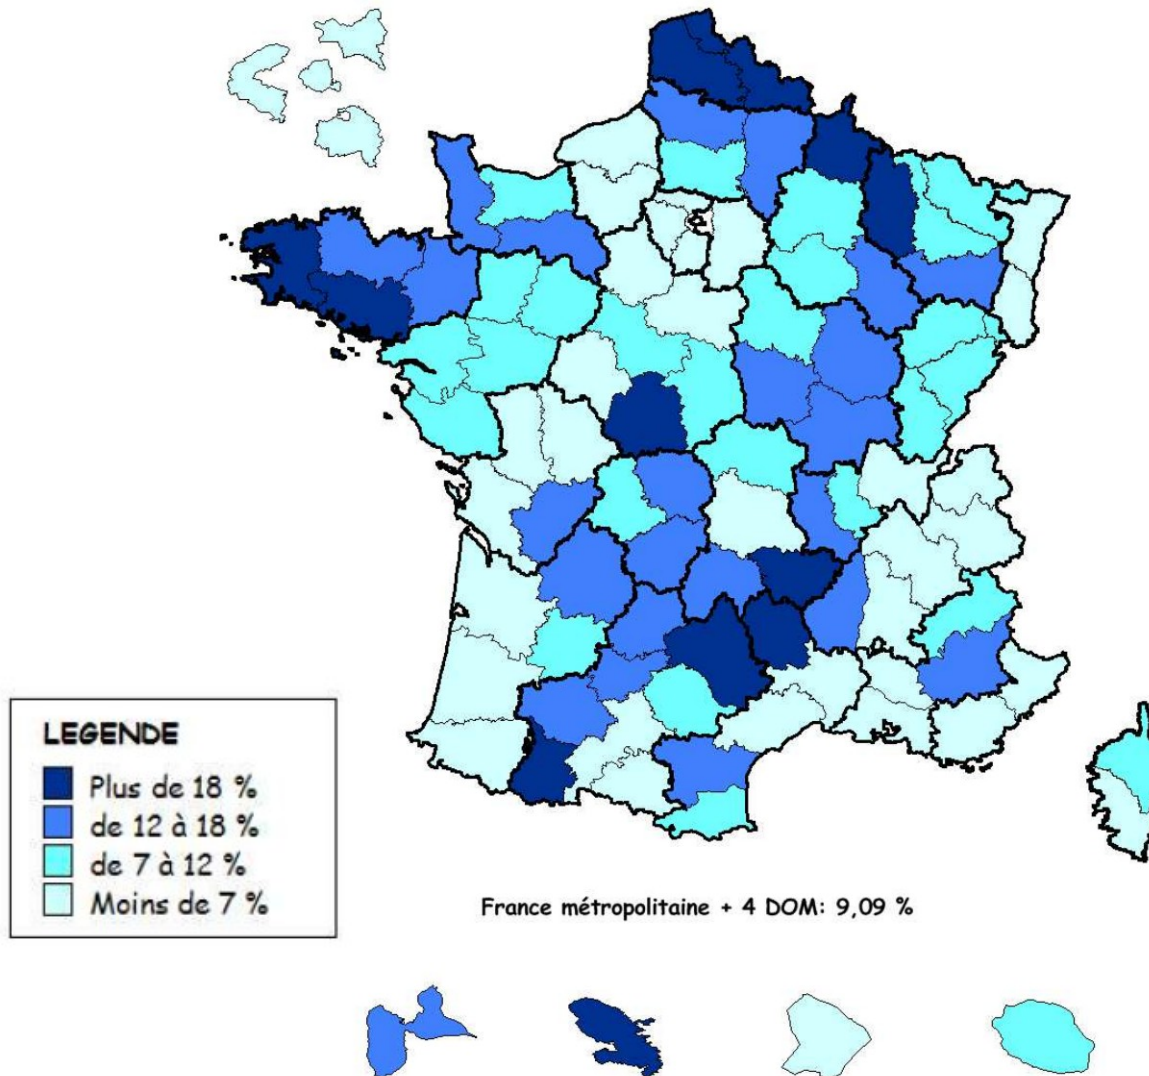 LEGENDE
Plus de 18 %
de 12 à 18 %
de 7 à 12 %
Moins de 7 %
France métropolitaine + 4 DOM: 9,09 %